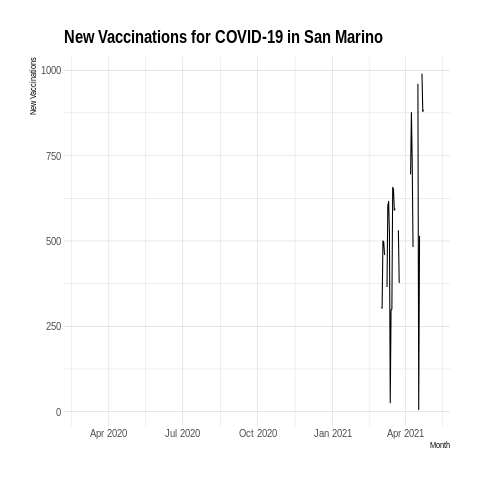 New Vaccinations for COVID-19 in San Marino
New Vaccinations
1000
750
500
250
0
Apr 2020 Jul 2020 Oct 2020 Jan 2021 Apr 2021
Month